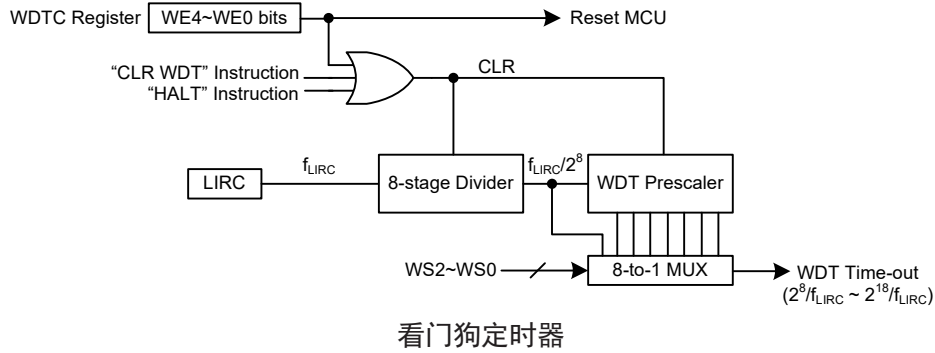 WDTC Register WE4~WE0 bits Reset MCU
“CLR WDT” Instruction
CLR
“HALT” Instruction
LIRC fLIRC 8-stage Divider fLIRC/2⁸ WDT Prescaler
WS2~WS0 8-to-1 MUX WDT Time-out
(2⁸/fLIRC ~ 2¹⁸/fLIRC)
看门狗定时器